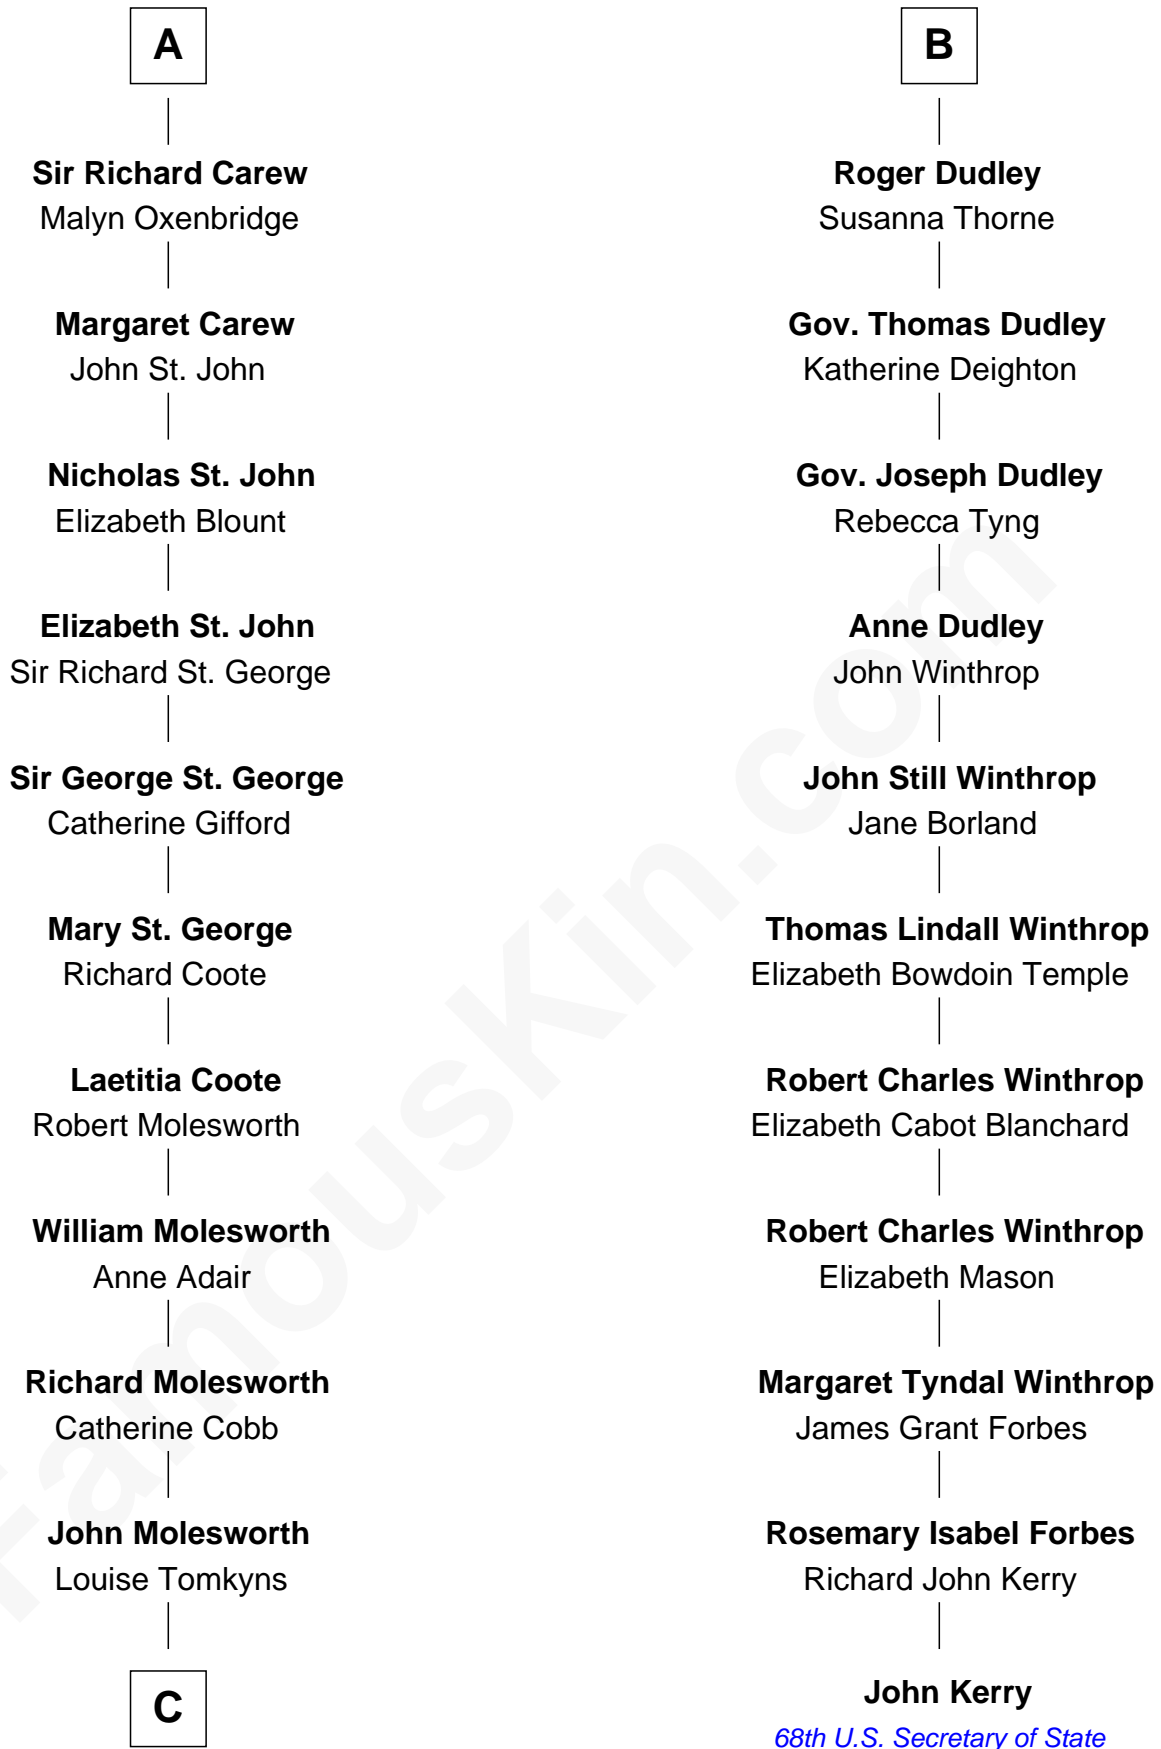 A
Sir Richard Carew
Malyn Oxenbridge
Margaret Carew
John St. John
Nicholas St. John
Elizabeth Blount
Elizabeth St. John
Sir Richard St. George
Sir George St. George
Catherine Gifford
Mary St. George
Richard Coote
Laetitia Coote
Robert Molesworth
William Molesworth
Anne Adair
Richard Molesworth
Catherine Cobb
John Molesworth
Louise Tomkyns
C
B
Roger Dudley
Susanna Thorne
Gov. Thomas Dudley
Katherine Deighton
Gov. Joseph Dudley
Rebecca Tyng
Anne Dudley
John Winthrop
John Still Winthrop
Jane Borland
Thomas Lindall Winthrop
Elizabeth Bowdoin Temple
Robert Charles Winthrop
Elizabeth Cabot Blanchard
Robert Charles Winthrop
Elizabeth Mason
Margaret Tyndal Winthrop
James Grant Forbes
Rosemary Isabel Forbes
Richard John Kerry
John Kerry
68th U.S. Secretary of State
FamousKin.com